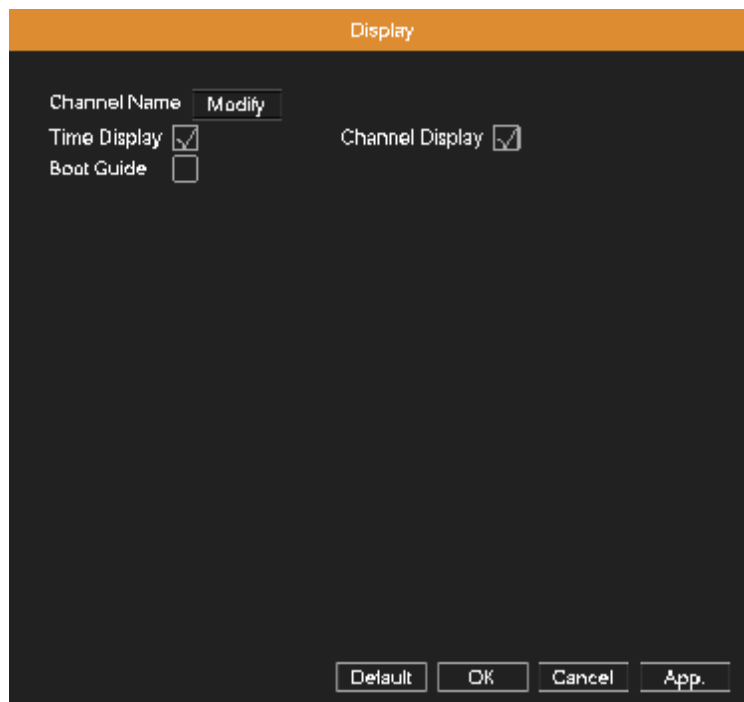 Display
Channel Name Modify
Time Display Channel Display
Boot Guide
Default OK Cancel App.